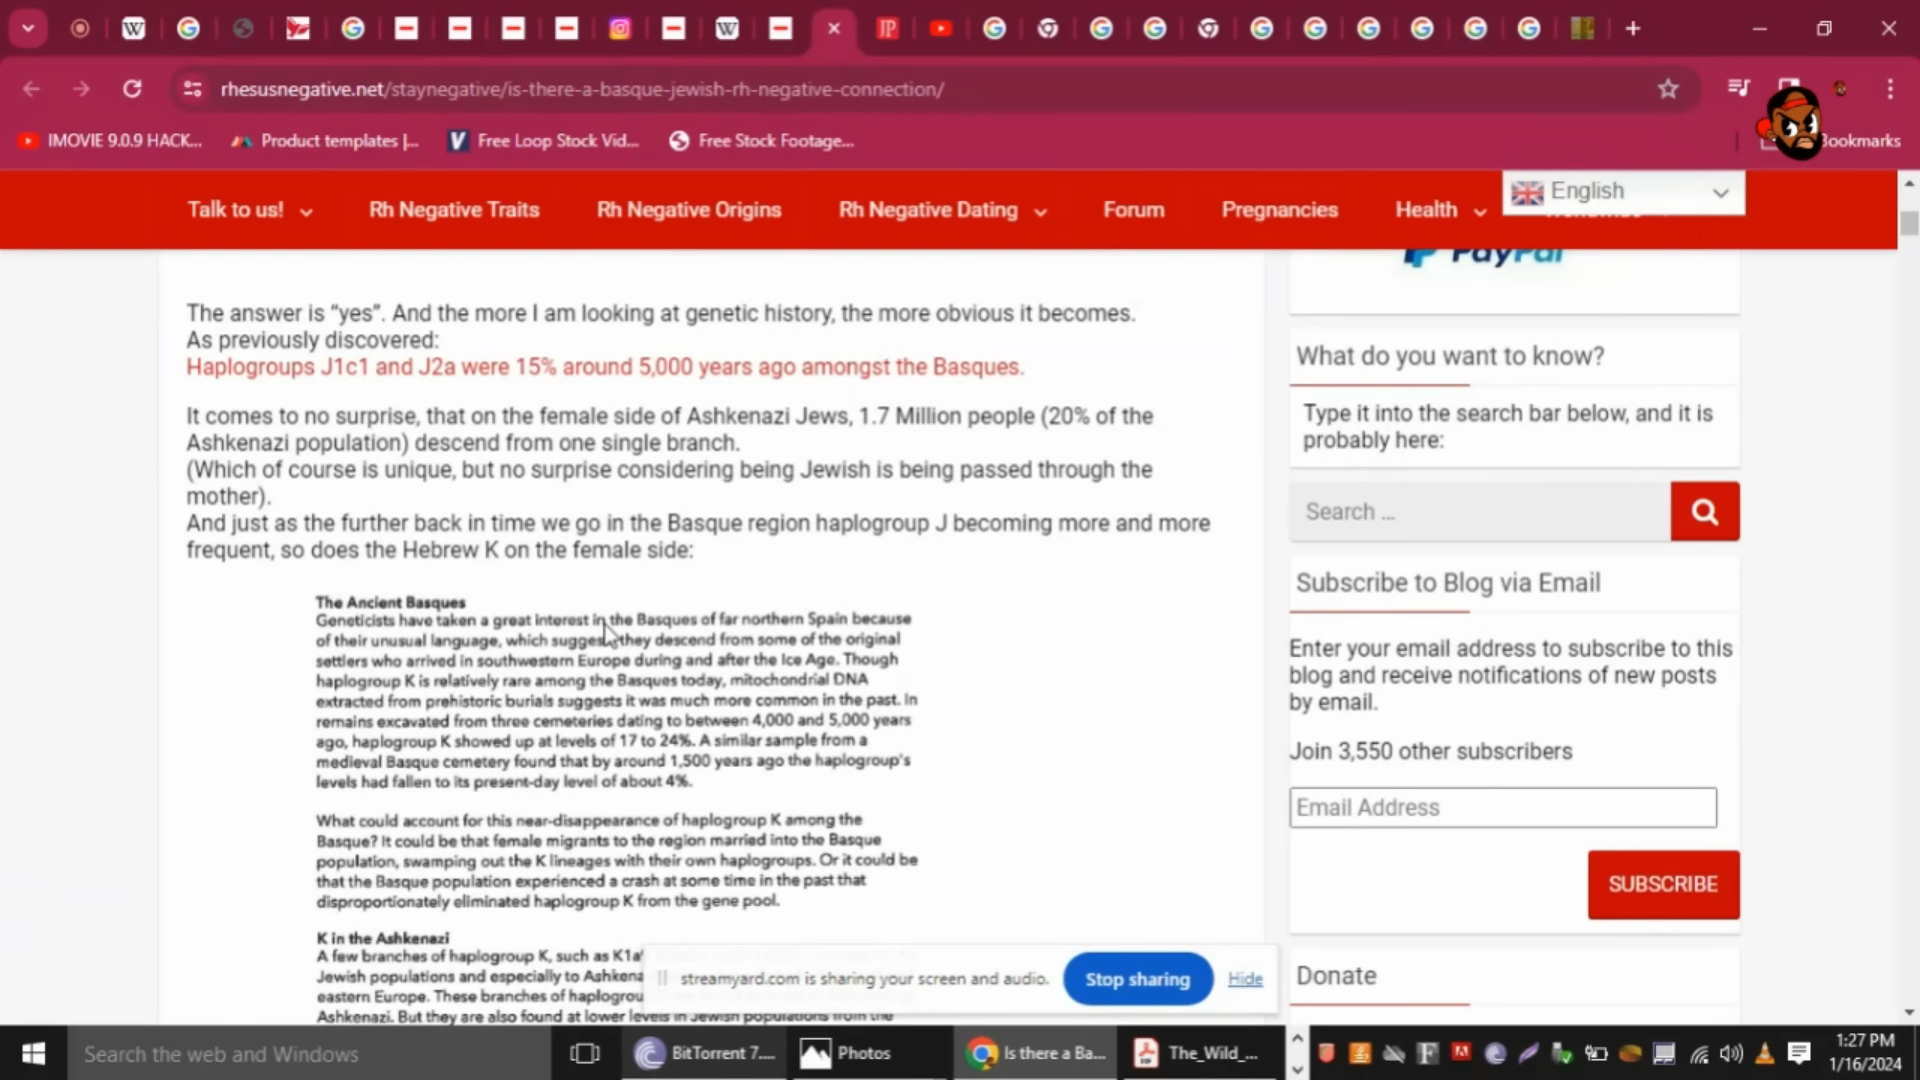 rhesusnegative.net/staynegative/is-there-a-basque-jewish-rh-negative-connection/
IMOVIE 9.0.9 HACK...
Product templates |...
Free Loop Stock Vid...
Free Stock Footage...
Bookmarks
Talk to us!
Rh Negative Traits
Rh Negative Origins
Rh Negative Dating
Forum
Pregnancies
Health
English
PayPal
The answer is “yes”. And the more I am looking at genetic history, the more obvious it becomes.
As previously discovered:
Haplogroups J1c1 and J2a were 15% around 5,000 years ago amongst the Basques.
It comes to no surprise, that on the female side of Ashkenazi Jews, 1.7 Million people (20% of the
Ashkenazi population) descend from one single branch.
(Which of course is unique, but no surprise considering being Jewish is being passed through the
mother).
And just as the further back in time we go in the Basque region haplogroup J becoming more and more
frequent, so does the Hebrew K on the female side:
The Ancient Basques
Geneticists have taken a great interest in the Basques of far northern Spain because
of their unusual language, which suggests they descend from some of the original
settlers who arrived in southwestern Europe during and after the Ice Age. Though
haplogroup K is relatively rare among the Basques today, mitochondrial DNA
extracted from prehistoric burials suggests it was much more common in the past. In
remains excavated from three cemeteries dating to between 4,000 and 5,000 years
ago, haplogroup K showed up at levels of 17 to 24%. A similar sample from a
medieval Basque cemetery found that by around 1,500 years ago the haplogroup's
levels had fallen to its present-day level of about 4%.
What could account for this near-disappearance of haplogroup K among the
Basque? It could be that female migrants to the region married into the Basque
population, swamping out the K lineages with their own haplogroups. Or it could be
that the Basque population experienced a crash at some time in the past that
disproportionately eliminated haplogroup K from the gene pool.
K in the Ashkenazi
A few branches of haplogroup K, such as
Jewish populations and especially to
eastern Europe. These branches of
Ashkenazi. But they are also found at lower levels in Jewish populations from the
What do you want to know?
Type it into the search bar below, and it is
probably here:
Search ...
Subscribe to Blog via Email
Enter your email address to subscribe to this
blog and receive notifications of new posts
by email.
Join 3,550 other subscribers
Email Address
SUBSCRIBE
Donate
streamyard.com is sharing your screen and audio.
Stop sharing
Hide
Search the web and Windows
BitTorrent 7....
Photos
Is there a Ba...
The_Wild_...
1:27 PM
1/16/2024